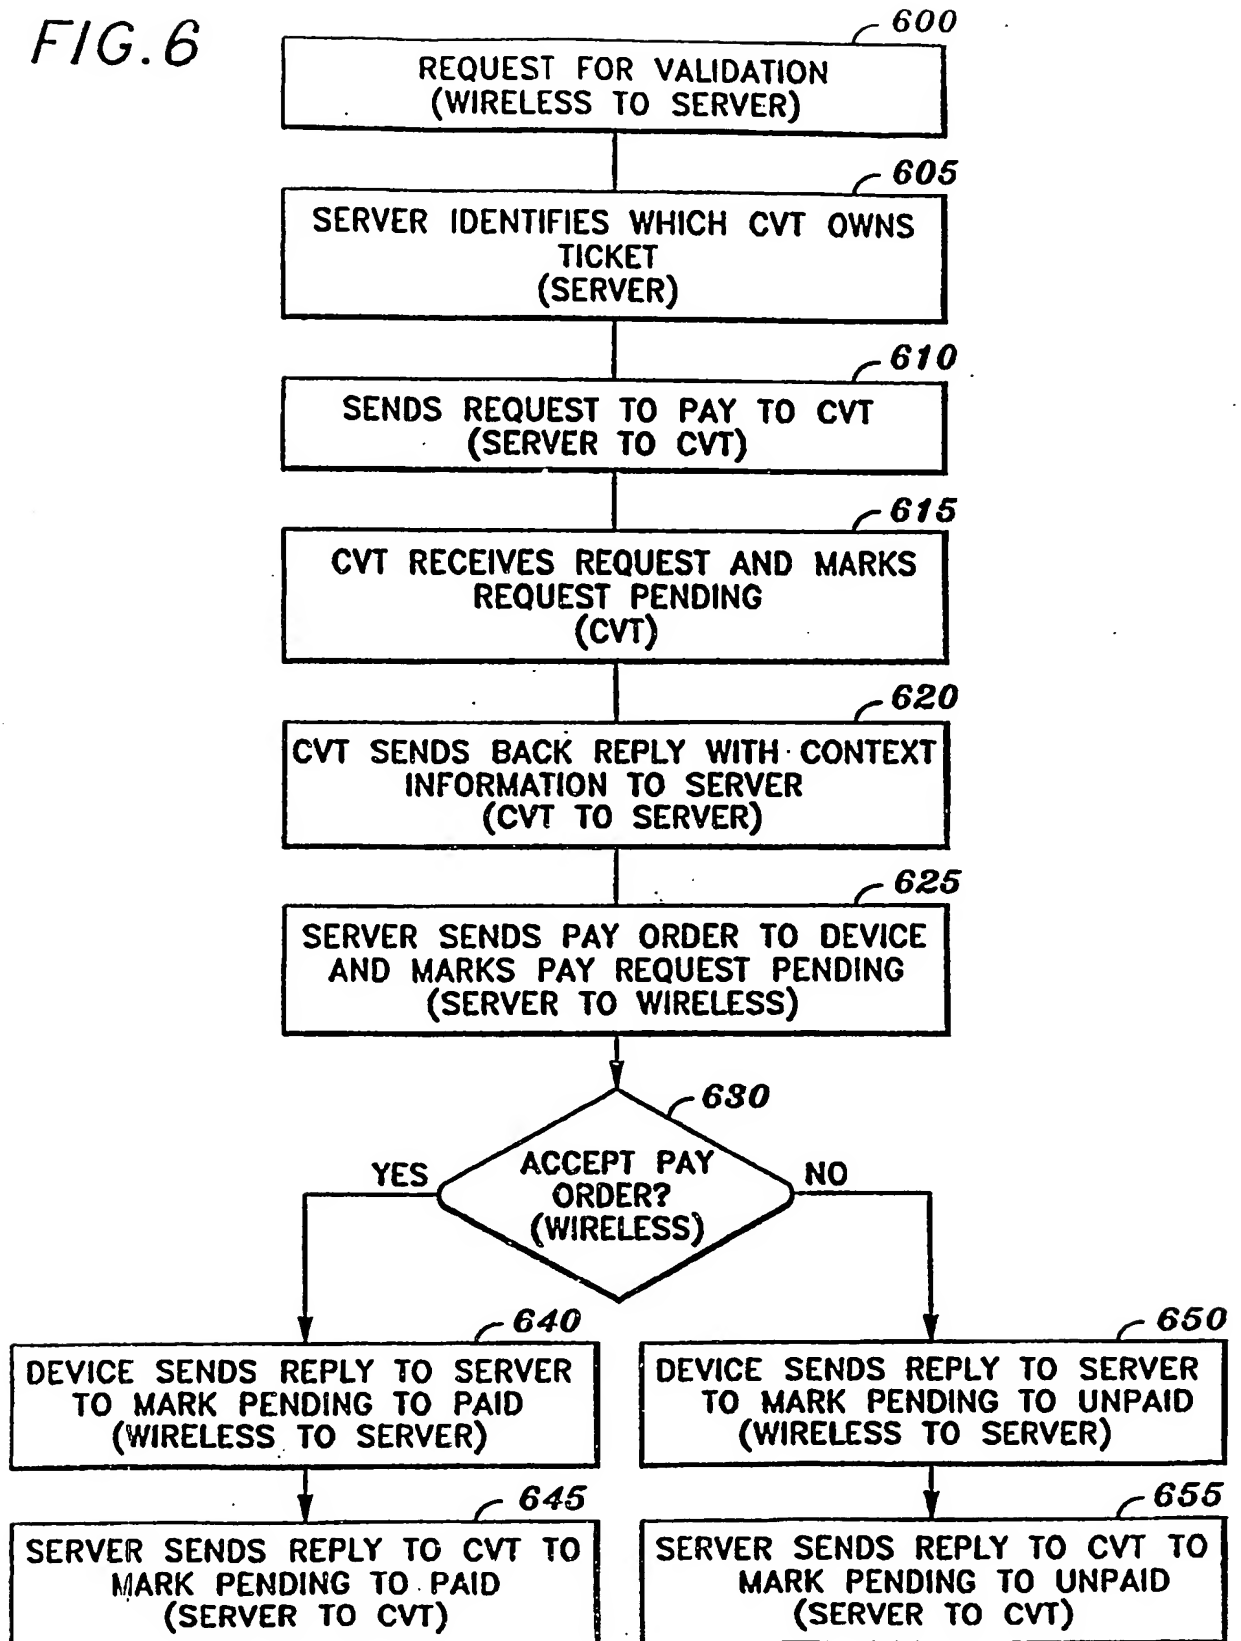 FIG.6
600
REQUEST FOR VALIDATION
(WIRELESS TO SERVER)
605
SERVER IDENTIFIES WHICH CVT OWNS
TICKET
(SERVER)
610
SENDS REQUEST TO PAY TO CVT
(SERVER TO CVT)
615
CVT RECEIVES REQUEST AND MARKS
REQUEST PENDING
(CVT)
620
CVT SENDS BACK REPLY WITH CONTEXT
INFORMATION TO SERVER
(CVT TO SERVER)
625
SERVER SENDS PAY ORDER TO DEVICE
AND MARKS PAY REQUEST PENDING
(SERVER TO WIRELESS)
630
ACCEPT PAY
ORDER?
(WIRELESS)
YES
NO
640
DEVICE SENDS REPLY TO SERVER
TO MARK PENDING TO PAID
(WIRELESS TO SERVER)
650
DEVICE SENDS REPLY TO SERVER
TO MARK PENDING TO UNPAID
(WIRELESS TO SERVER)
645
SERVER SENDS REPLY TO CVT TO
MARK PENDING TO PAID
(SERVER TO CVT)
655
SERVER SENDS REPLY TO CVT TO
MARK PENDING TO UNPAID
(SERVER TO CVT)